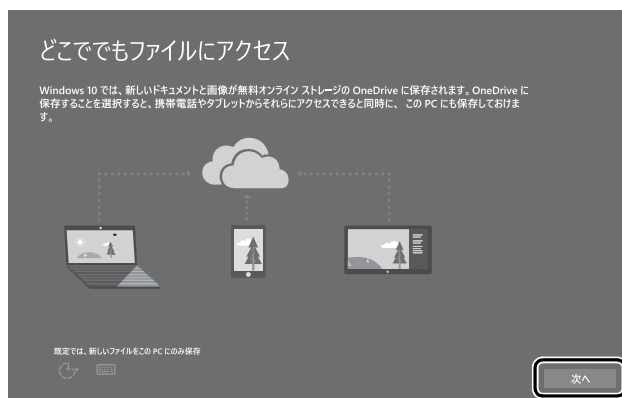 どこででもファイルにアクセス
Windows 10 では、新しいドキュメントと画像が無料オンライン ストレージの OneDrive に保存されます。OneDrive に
保存することを選択すると、携帯電話やタブレットからそれらにアクセスできると同時に、 この PC にも保存しておけま
す。
既定では、新しいファイルをこの PC にのみ保存
次へ